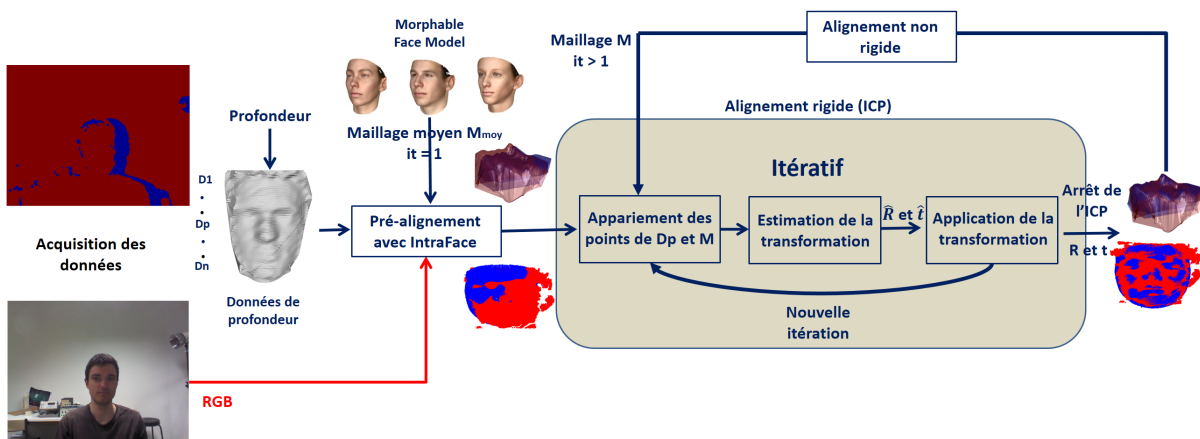 Morphable
Face Model
Maillage M
it > 1
Alignement non
rigide
Profondeur
Maillage moyen Mmoy
it = 1
Alignement rigide (ICP)
Itératif
D1
.
.
Dp
.
.
Dn
Acquisition des
données
Données de
profondeur
Pré-alignement
avec IntraFace
Appariement des
points de Dp et M
Estimation de la
transformation
R̂ et t̂
Application de la
transformation
Arrêt de
l'ICP
R et t
Nouvelle
itération
RGB